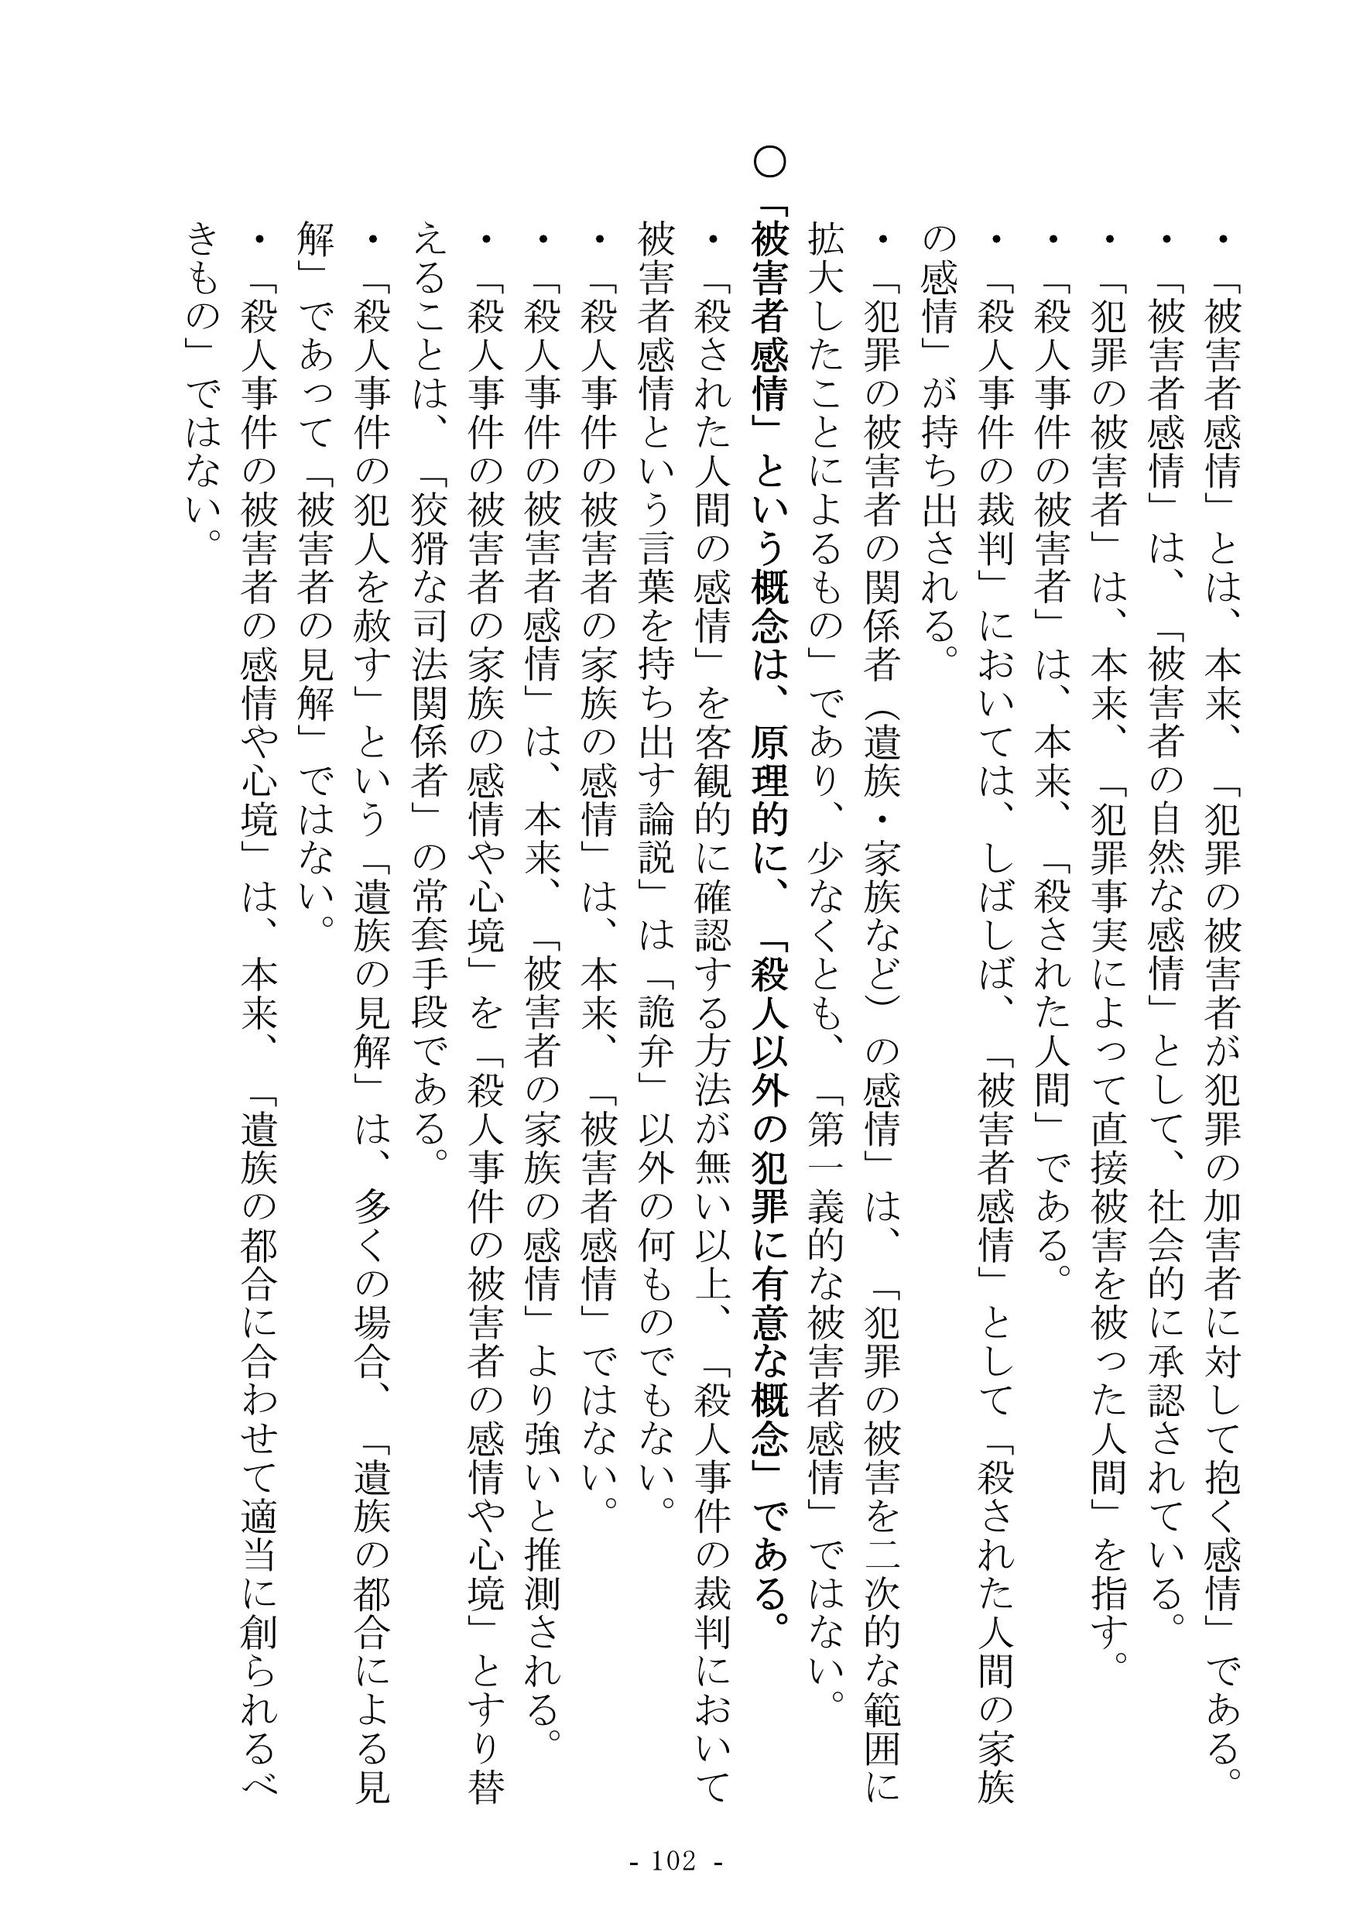 ・「被害者感情」とは、本来、「犯罪の被害者が犯罪の加害者に対して抱く感情」である。
・「被害者感情」は、「被害者の自然な感情」として、社会的に承認されている。
・「犯罪の被害者」は、本来、「犯罪事実によって直接被害を被った人間」を指す。
・「殺人事件の被害者」は、本来、「殺された人間」である。
・「殺人事件の裁判」においては、しばしば、「被害者感情」として「殺された人間の家族
の感情」が持ち出される。
・「犯罪の被害者の関係者（遺族・家族など）の感情」は、「犯罪の被害を二次的な範囲に
拡大したことによるもの」であり、少なくとも、「第一義的な被害者感情」ではない。
○「被害者感情」という概念は、原理的に、「殺人以外の犯罪に有意な概念」である。
・「殺された人間の感情」を客観的に確認する方法が無い以上、「殺人事件の裁判において
被害者感情という言葉を持ち出す論説」は「詭弁」以外の何ものでもない。
・「殺人事件の被害者の家族の感情」は、本来、「被害者感情」ではない。
・「殺人事件の被害者感情」は、本来、「被害者の家族の感情」より強いと推測される。
・「殺人事件の被害者の家族の感情や心境」を「殺人事件の被害者の感情や心境」とすり替
えることは、「狡猾な司法関係者」の常套手段である。
・「殺人事件の犯人を赦す」という「遺族の見解」は、多くの場合、「遺族の都合による見
解」であって「被害者の見解」ではない。
・「殺人事件の被害者の感情や心境」は、本来、「遺族の都合に合わせて適当に創られるべ
きもの」ではない。
- 102 -